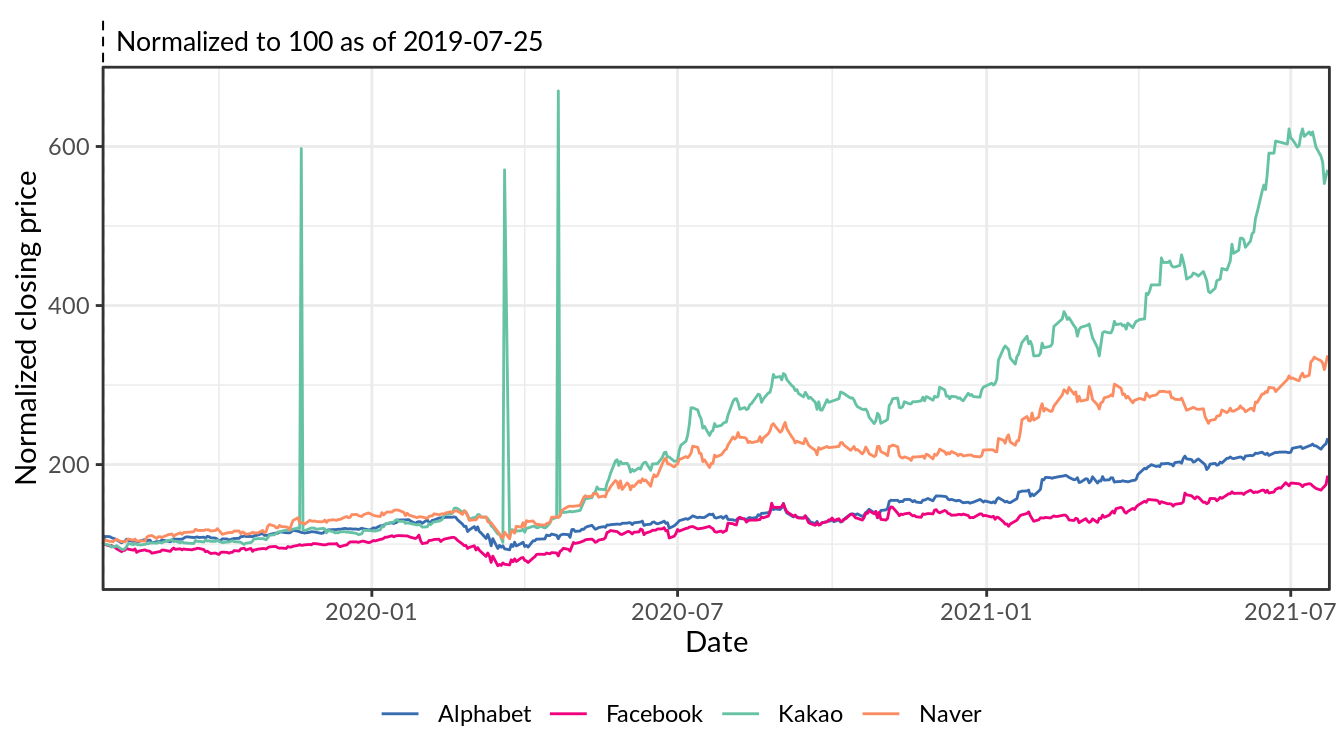 Normalized to 100 as of 2019-07-25
Normalized closing price
600
400
200
2020-01
2020-07
2021-01
2021-07
Date
Alphabet
Facebook
Kakao
Naver